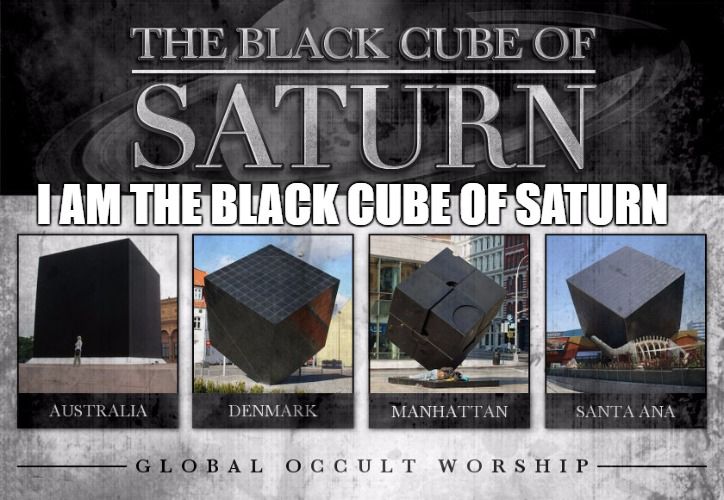 THE BLACK CUBE OF
SATURN
I AM THE BLACK CUBE OF SATURN
AUSTRALIA
DENMARK
MANHATTAN
SANTA ANA
GLOBAL OCCULT WORSHIP